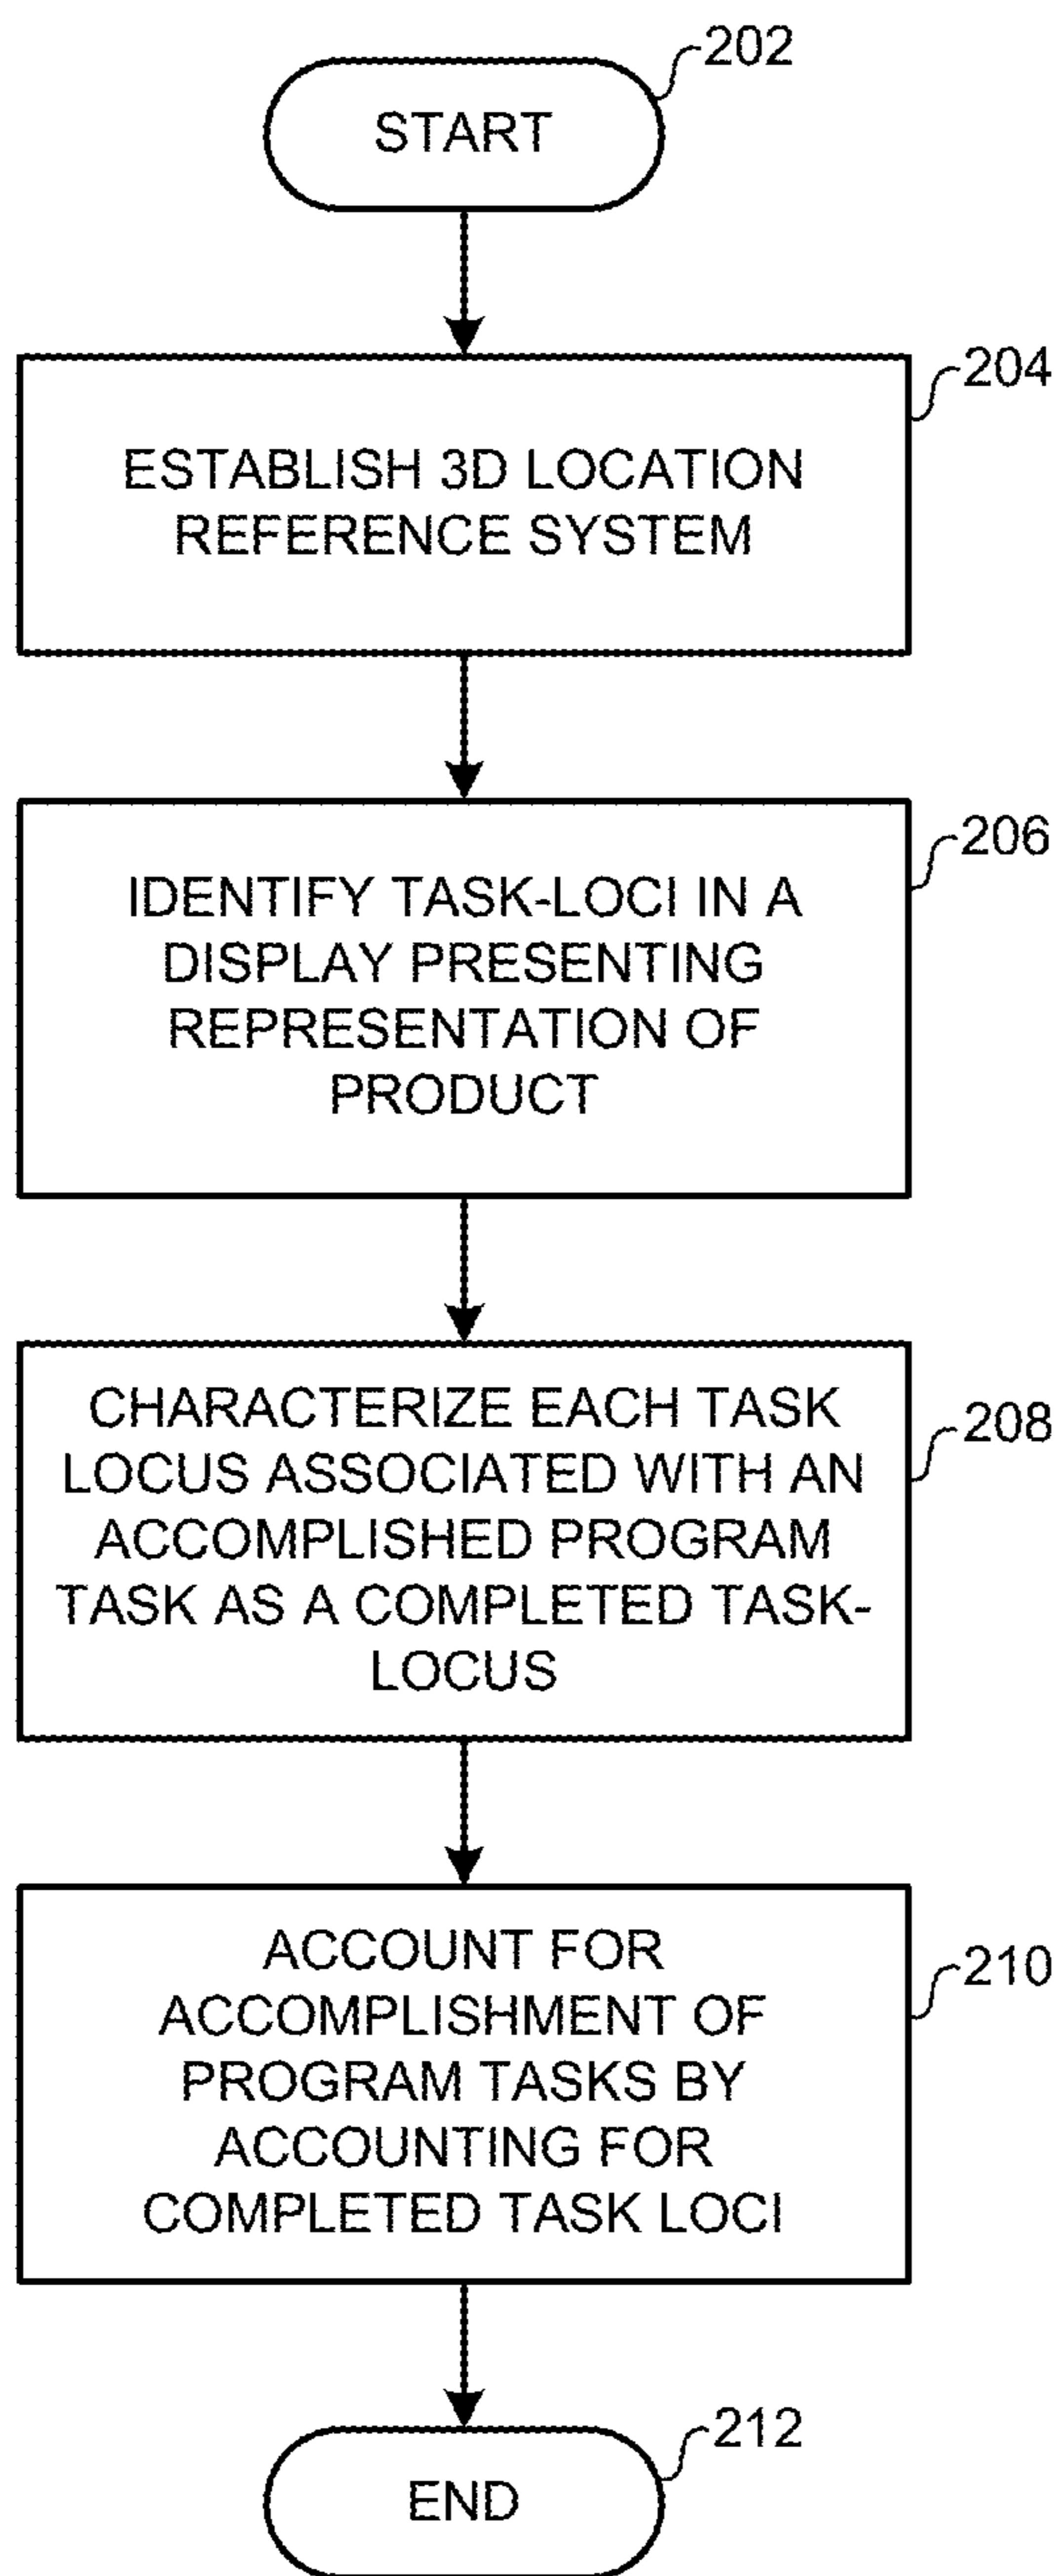 202
START
204
ESTABLISH 3D LOCATION
REFERENCE SYSTEM
206
IDENTIFY TASK-LOCI IN A
DISPLAY PRESENTING
REPRESENTATION OF
PRODUCT
208
CHARACTERIZE EACH TASK
LOCUS ASSOCIATED WITH AN
ACCOMPLISHED PROGRAM
TASK AS A COMPLETED TASK-
LOCUS
210
ACCOUNT FOR
ACCOMPLISHMENT OF
PROGRAM TASKS BY
ACCOUNTING FOR
COMPLETED TASK LOCI
212
END